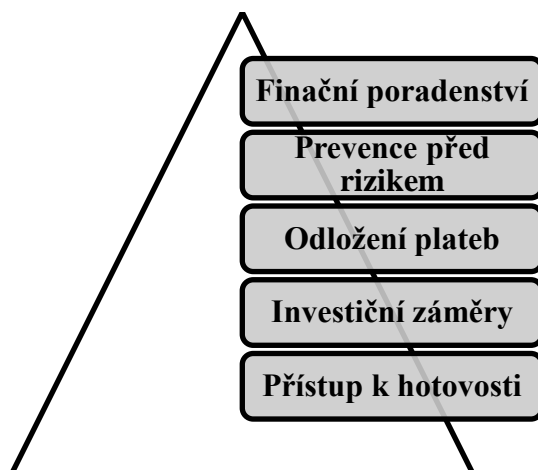 Finační poradenství
Prevence před
rizikem
Odložení plateb
Investiční záměry
Přístup k hotovosti